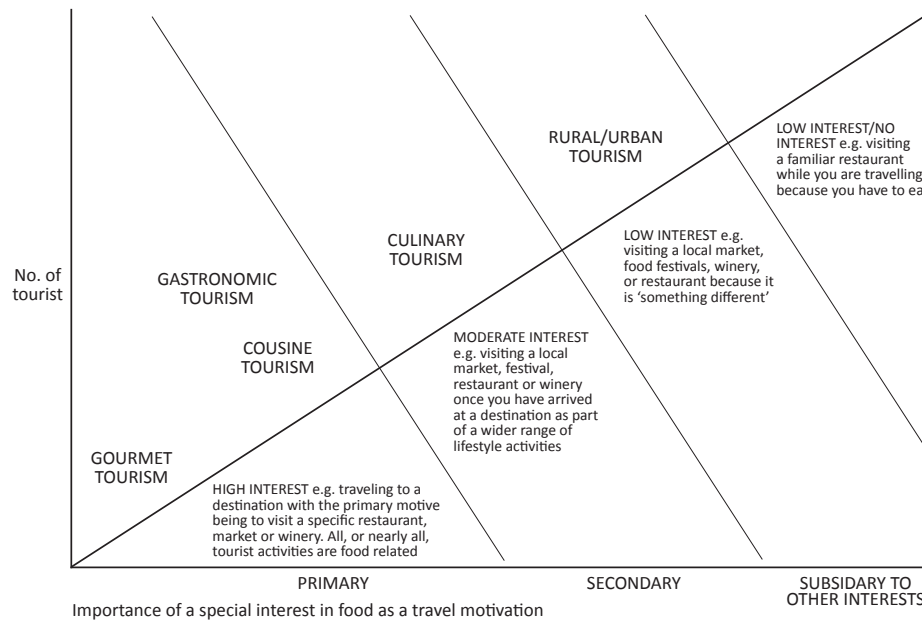 RURAL/URBAN
TOURISM
LOW INTEREST/NO
INTEREST e.g. visiting
a familiar restaurant
while you are travelling
because you have to ea
CULINARY
TOURISM
LOW INTEREST e.g.
visiting a local market,
food festivals, winery,
or restaurant because it
is ‘something different’
No. of
tourist
GASTRONOMIC
TOURISM
COUSINE
TOURISM
MODERATE INTEREST
e.g. visiting a local
market, festival,
restaurant or winery
once you have arrived
at a destination as part
of a wider range of
lifestyle activities
GOURMET
TOURISM
HIGH INTEREST e.g. traveling to a
destination with the primary motive
being to visit a specific restaurant,
market or winery. All, or nearly all,
tourist activities are food related
PRIMARY
SECONDARY
SUBSIDARY TO
OTHER INTERESTS
Importance of a special interest in food as a travel motivation